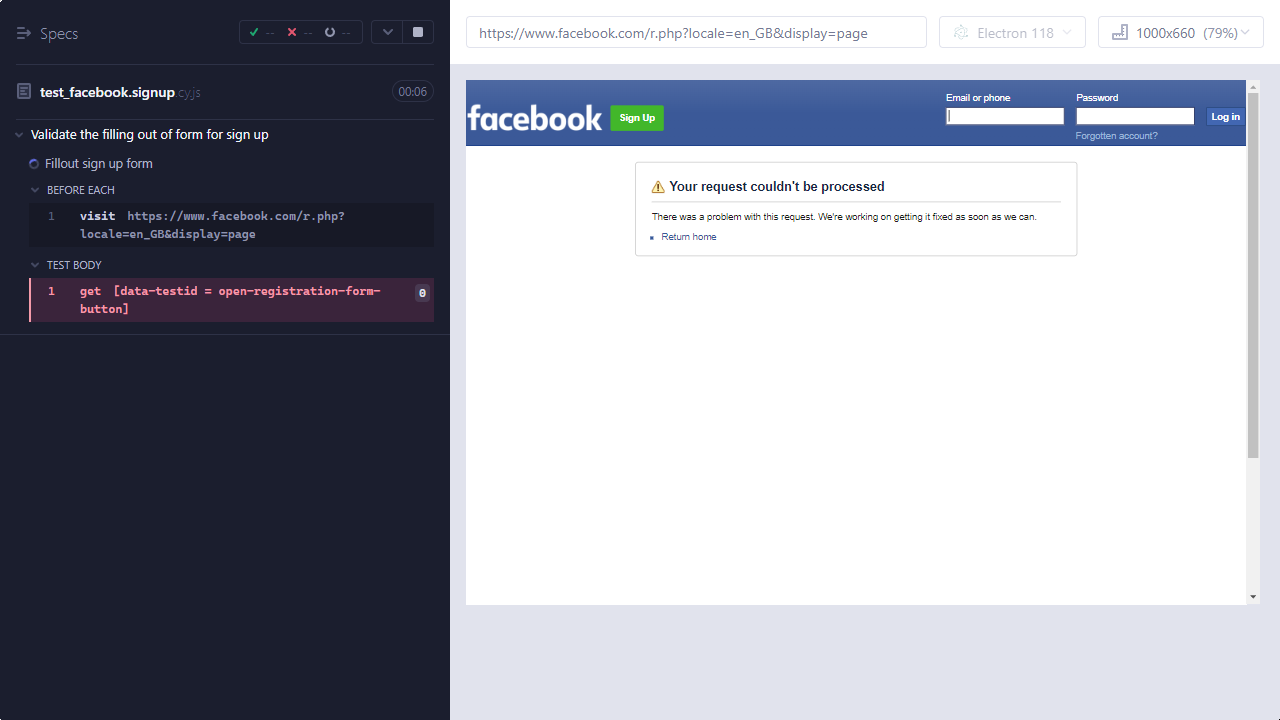 Specs
--
--
--
test_facebook.signup.cy.js
00:06
Validate the filling out of form for sign up
Fillout sign up form
BEFORE EACH
1 visit https://www.facebook.com/r.php?
locale=en_GB&display=page
TEST BODY
1 get [data-testid = open-registration-form-
button]
0
https://www.facebook.com/r.php?locale=en_GB&display=page
Electron 118
1000x660 (79%)
facebook
Sign Up
Email or phone
Password
Log in
Forgotten account?
Your request couldn't be processed
There was a problem with this request. We're working on getting it fixed as soon as we can.
Return home